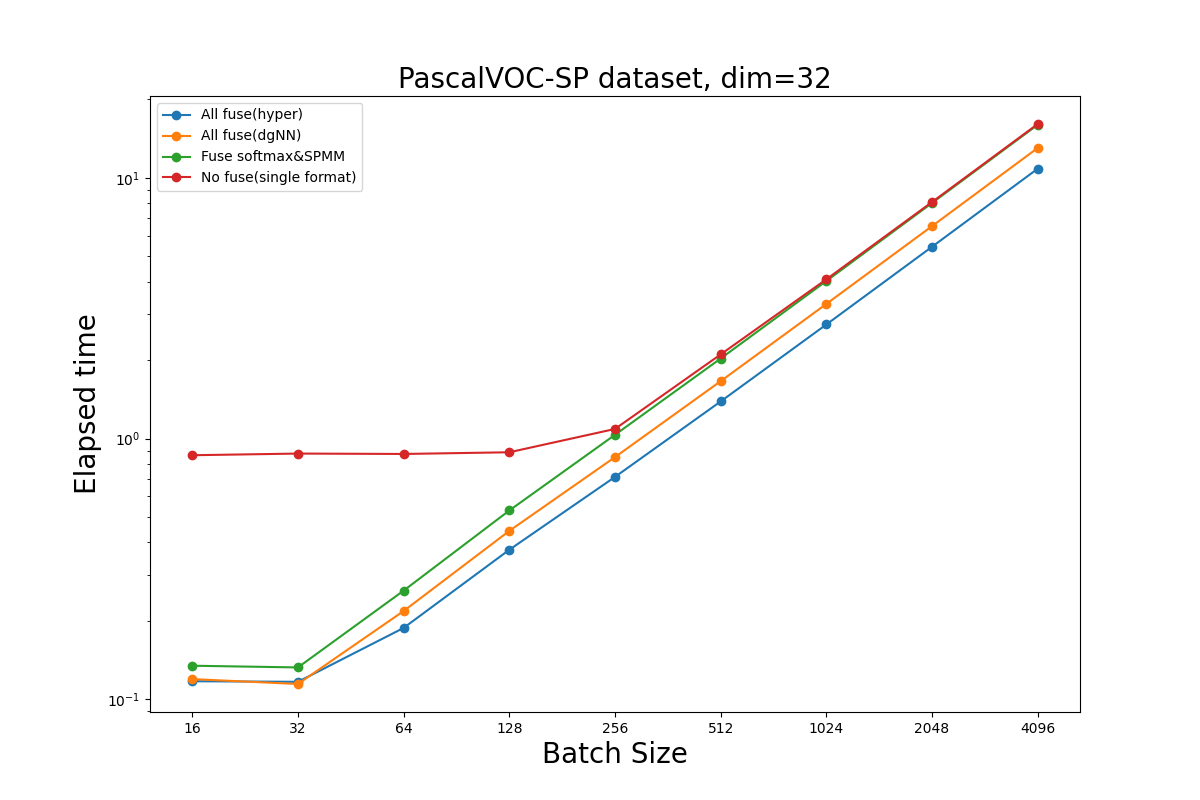 PascalVOC-SP dataset, dim=32
All fuse(hyper)
All fuse(dgNN)
Fuse softmax&SPMM
No fuse(single format)
10¹
10⁰
10⁻¹
Elapsed time
16 32 64 128 256 512 1024 2048 4096
Batch Size